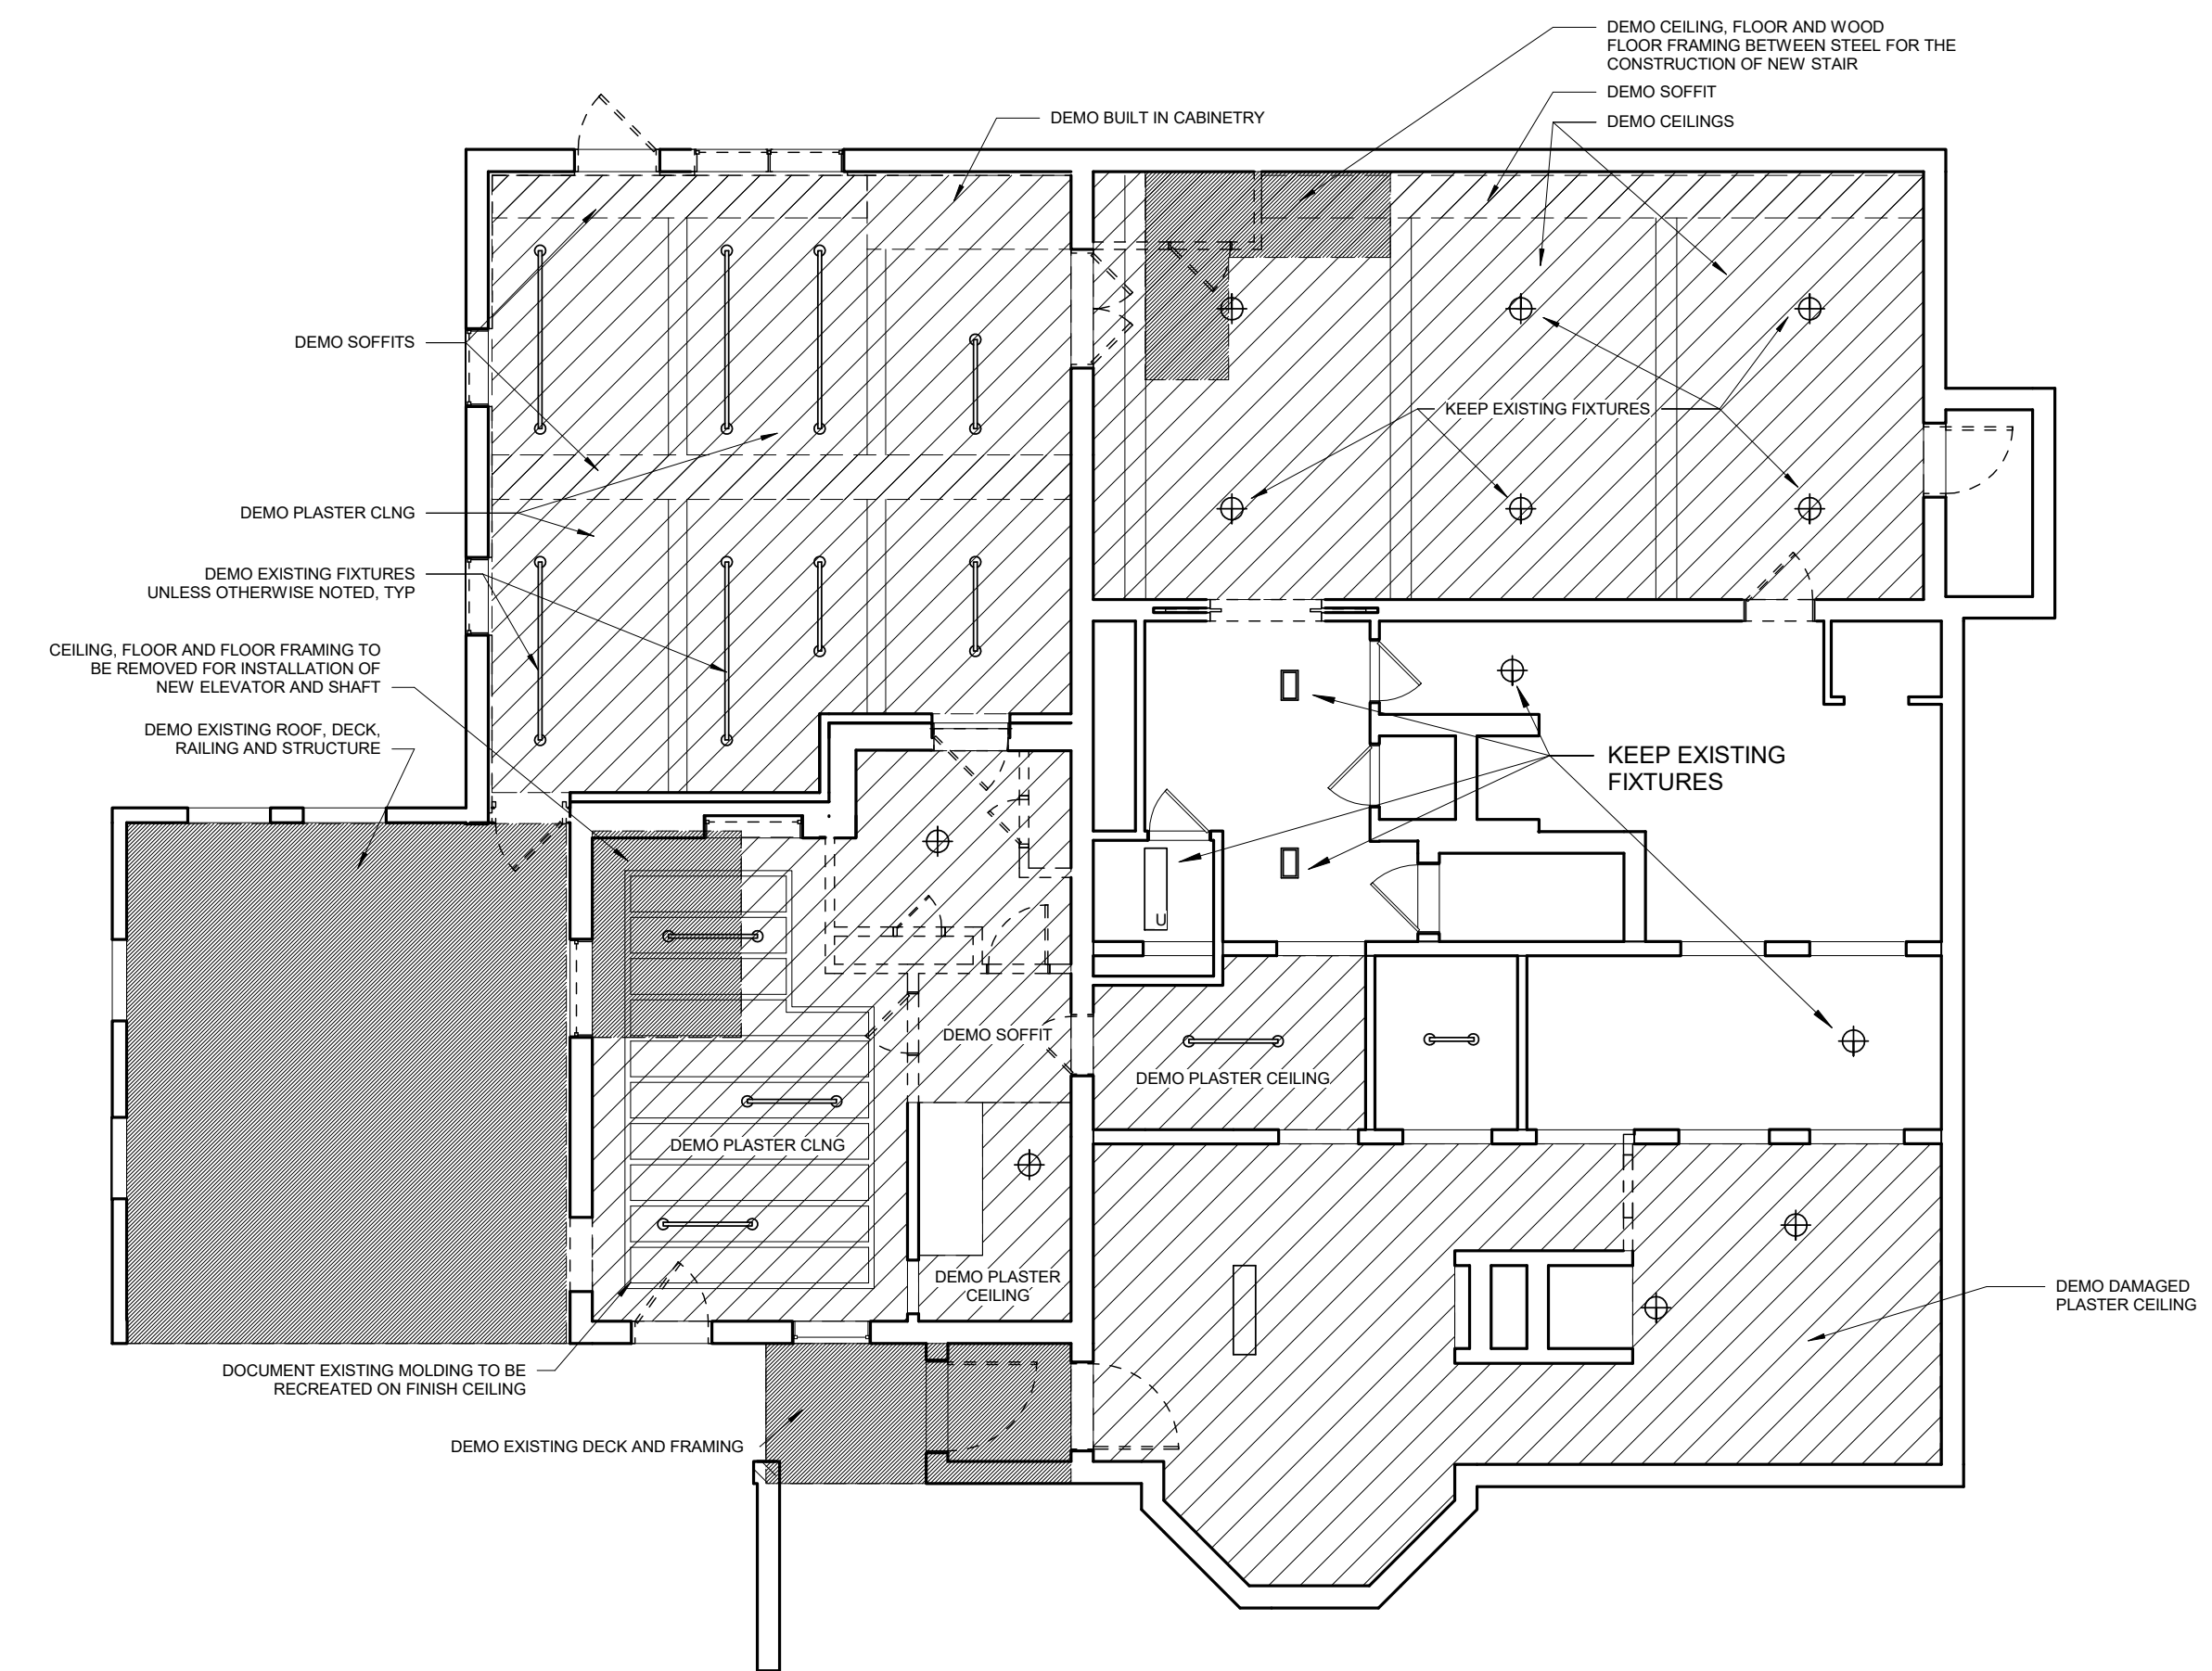 DEMO CEILING, FLOOR AND WOOD
FLOOR FRAMING BETWEEN STEEL FOR THE
CONSTRUCTION OF NEW STAIR
DEMO SOFFIT
DEMO BUILT IN CABINETRY
DEMO CEILINGS
DEMO SOFFITS
KEEP EXISTING FIXTURES
DEMO PLASTER CLNG
DEMO EXISTING FIXTURES
UNLESS OTHERWISE NOTED, TYP
CEILING, FLOOR AND FLOOR FRAMING TO
BE REMOVED FOR INSTALLATION OF
NEW ELEVATOR AND SHAFT
DEMO EXISTING ROOF, DECK,
RAILING AND STRUCTURE
KEEP EXISTING
FIXTURES
U
DEMO SOFFIT
DEMO PLASTER CEILING
DEMO PLASTER CLNG
DEMO PLASTER
CEILING
DEMO DAMAGED
PLASTER CEILING
DOCUMENT EXISTING MOLDING TO BE
RECREATED ON FINISH CEILING
DEMO EXISTING DECK AND FRAMING